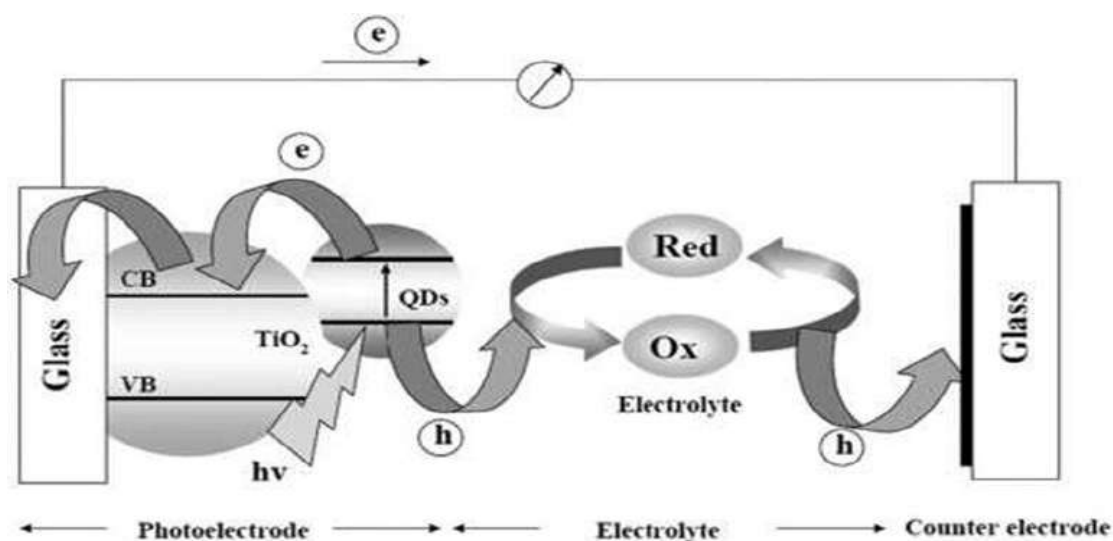 e
e
CB
TiO2
VB
Glass
QDs
hv
h
Red
Ox
Electrolyte
h
Glass
Photoelectrode
Electrolyte
Counter electrode